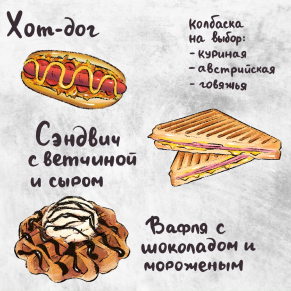 Хот-дог
Колбаска
на выбор:
- куриная
- австрийская
- говяжья
Сэндвич
с ветчиной
и сыром
Вафля с
шоколадом и
мороженым